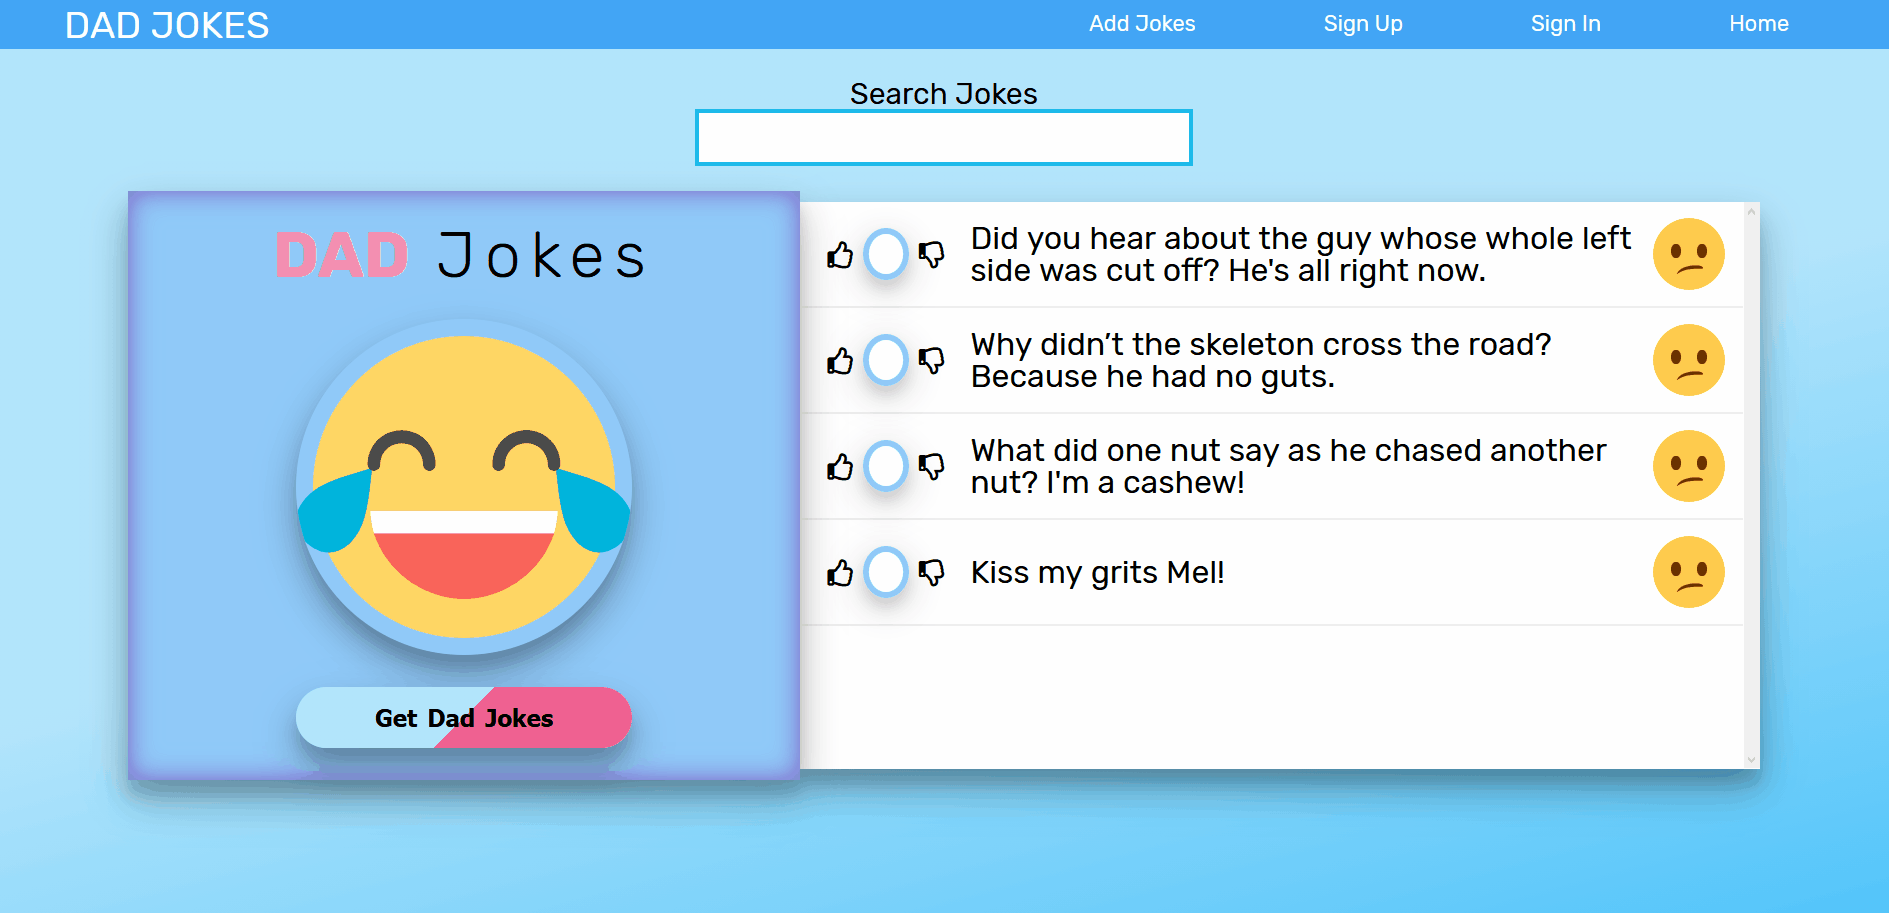 DAD JOKES
Add Jokes
Sign Up
Sign In
Home
Search Jokes
DAD Jokes
Get Dad Jokes
Did you hear about the guy whose whole left
side was cut off? He's all right now.
Why didn’t the skeleton cross the road?
Because he had no guts.
What did one nut say as he chased another
nut? I'm a cashew!
Kiss my grits Mel!